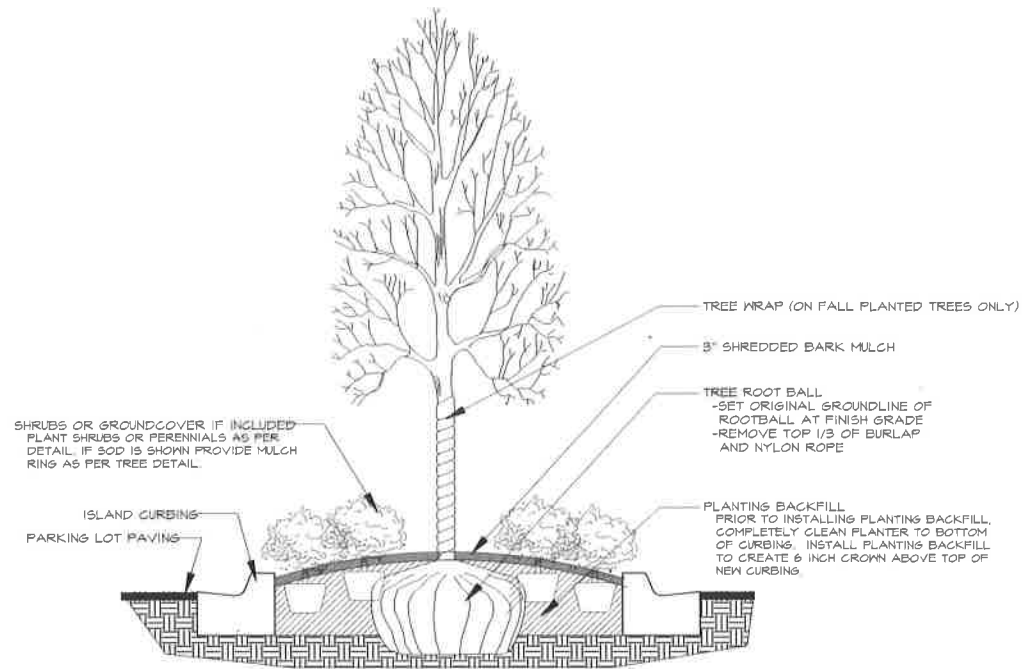 TREE WRAP (ON FALL PLANTED TREES ONLY)
3" SHREDDED BARK MULCH
TREE ROOT BALL
-SET ORIGINAL GROUNDLINE OF
ROOTBALL AT FINISH GRADE
-REMOVE TOP 1/3 OF BURLAP
AND NYLON ROPE
SHRUBS OR GROUNDCOVER IF INCLUDED
PLANT SHRUBS OR PERENNIALS AS PER
DETAIL. IF SOD IS SHOWN PROVIDE MULCH
RING AS PER TREE DETAIL.
ISLAND CURBING
PARKING LOT PAVING
PLANTING BACKFILL
PRIOR TO INSTALLING PLANTING BACKFILL,
COMPLETELY CLEAN PLANTER TO BOTTOM
OF CURBING. INSTALL PLANTING BACKFILL
TO CREATE 6 INCH CROWN ABOVE TOP OF
NEW CURBING.